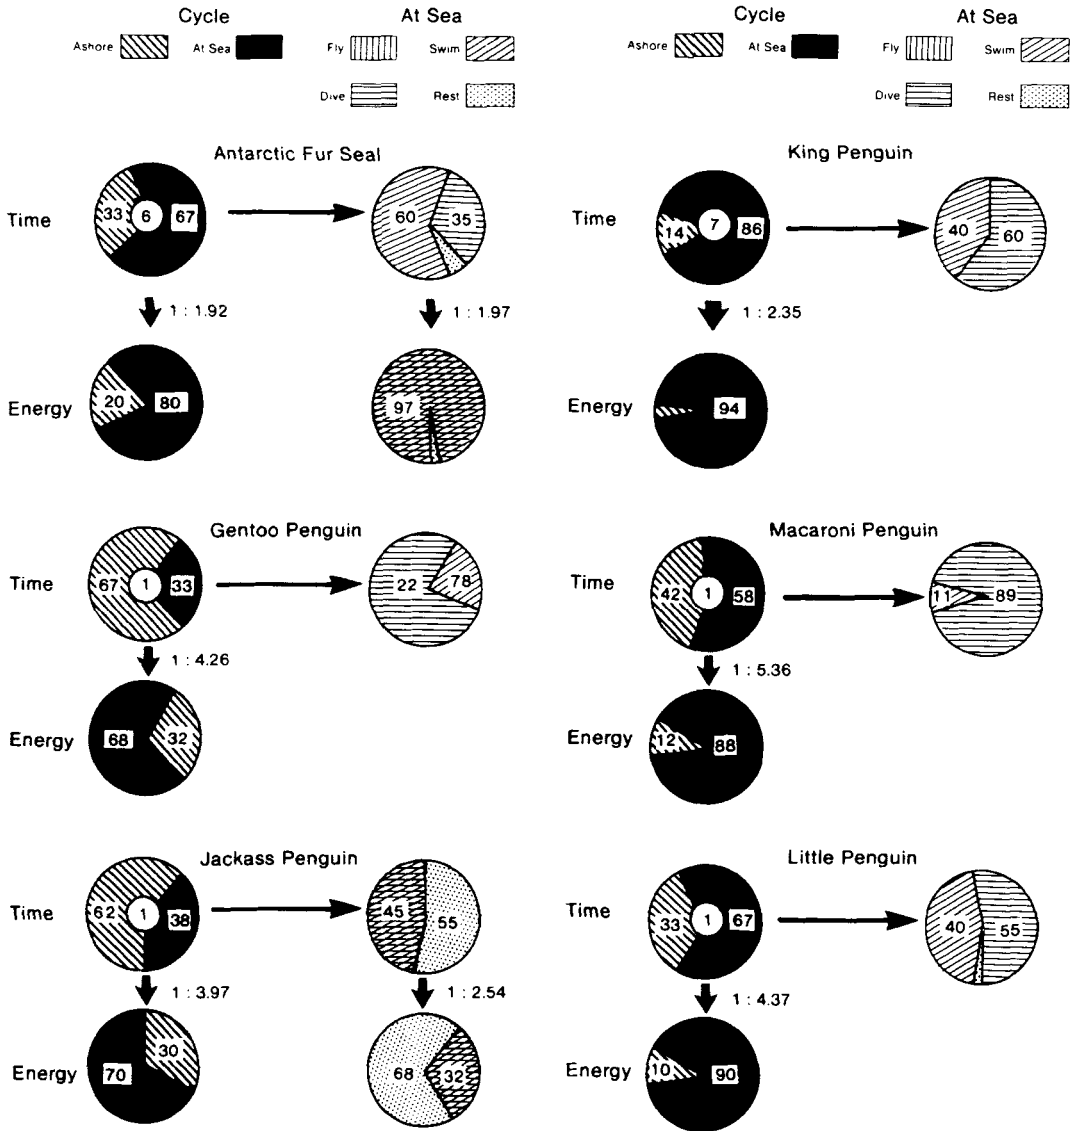 Cycle At Sea
Ashore At Sea Fly Swim
Dive Rest
Cycle At Sea
Ashore At Sea Fly Swim
Dive Rest
Antarctic Fur Seal
Time 33 6 67 60 35
1 : 1.92 1 : 1.97
Energy 20 80 97
King Penguin
Time 14 7 86 40 60
1 : 2.35
Energy 94
Gentoo Penguin
Time 67 1 33 22 78
1 : 4.26
Energy 68 32
Macaroni Penguin
Time 42 1 58 11 89
1 : 5.36
Energy 12 88
Jackass Penguin
Time 62 1 38 45 55
1 : 3.97 1 : 2.54
Energy 70 30 68 32
Little Penguin
Time 33 1 67 40 55
1 : 4.37
Energy 10 90